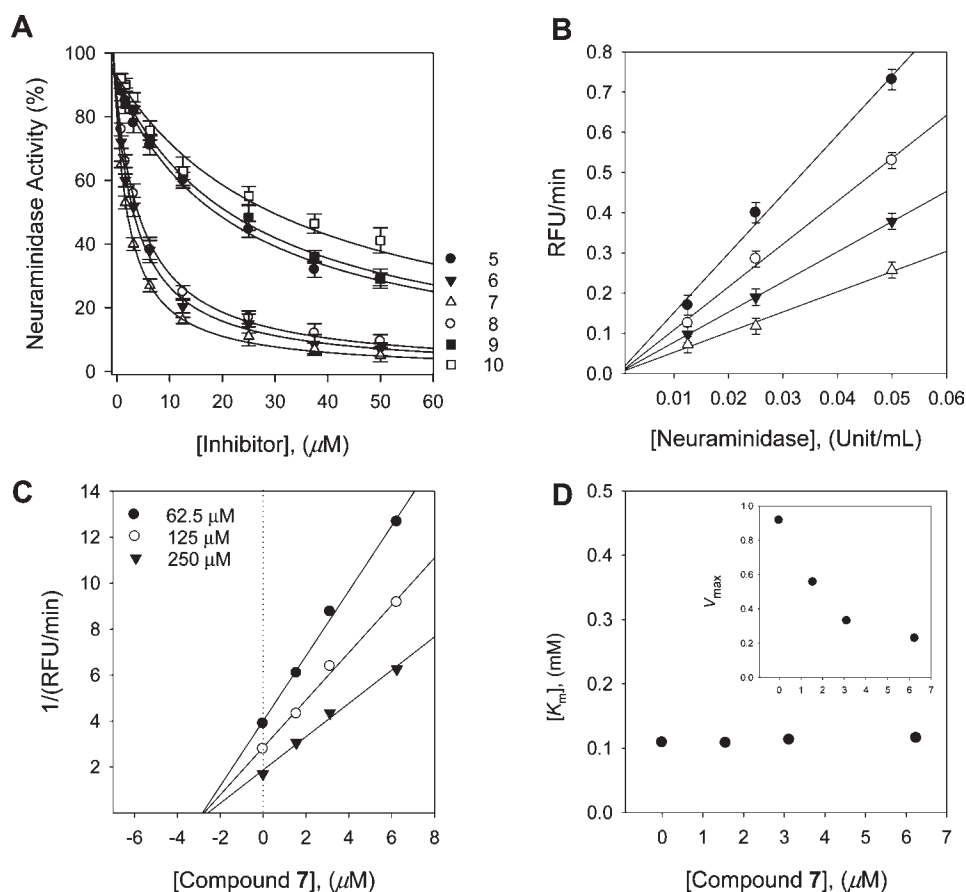 A
Neuraminidase Activity (%)
100
80
60
40
20
0
0 10 20 30 40 50 60
[Inhibitor], (μM)
5
6
7
8
9
10
B
RFU/min
0.8
0.7
0.6
0.5
0.4
0.3
0.2
0.1
0.0
0.01 0.02 0.03 0.04 0.05 0.06
[Neuraminidase], (Unit/mL)
C
1/(RFU/min)
14
12
10
8
6
4
2
62.5 μM
125 μM
250 μM
-6 -4 -2 0 2 4 6 8
[Compound 7], (μM)
D
[Km], (mM)
0.5
0.4
0.3
0.2
0.1
0.0
0 1 2 3 4 5 6 7
[Compound 7], (μM)
Vmax
1.0
0.8
0.6
0.4
0.2
0.0
0 1 2 3 4 5 6 7